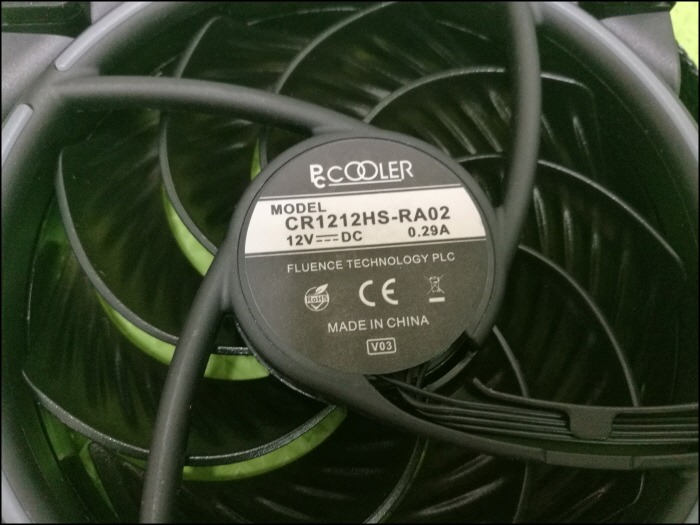 PCCOOLER
MODEL
CR1212HS-RA02
12V⎓DC 0.29A
FLUENCE TECHNOLOGY PLC
RoHS CE
MADE IN CHINA
V03